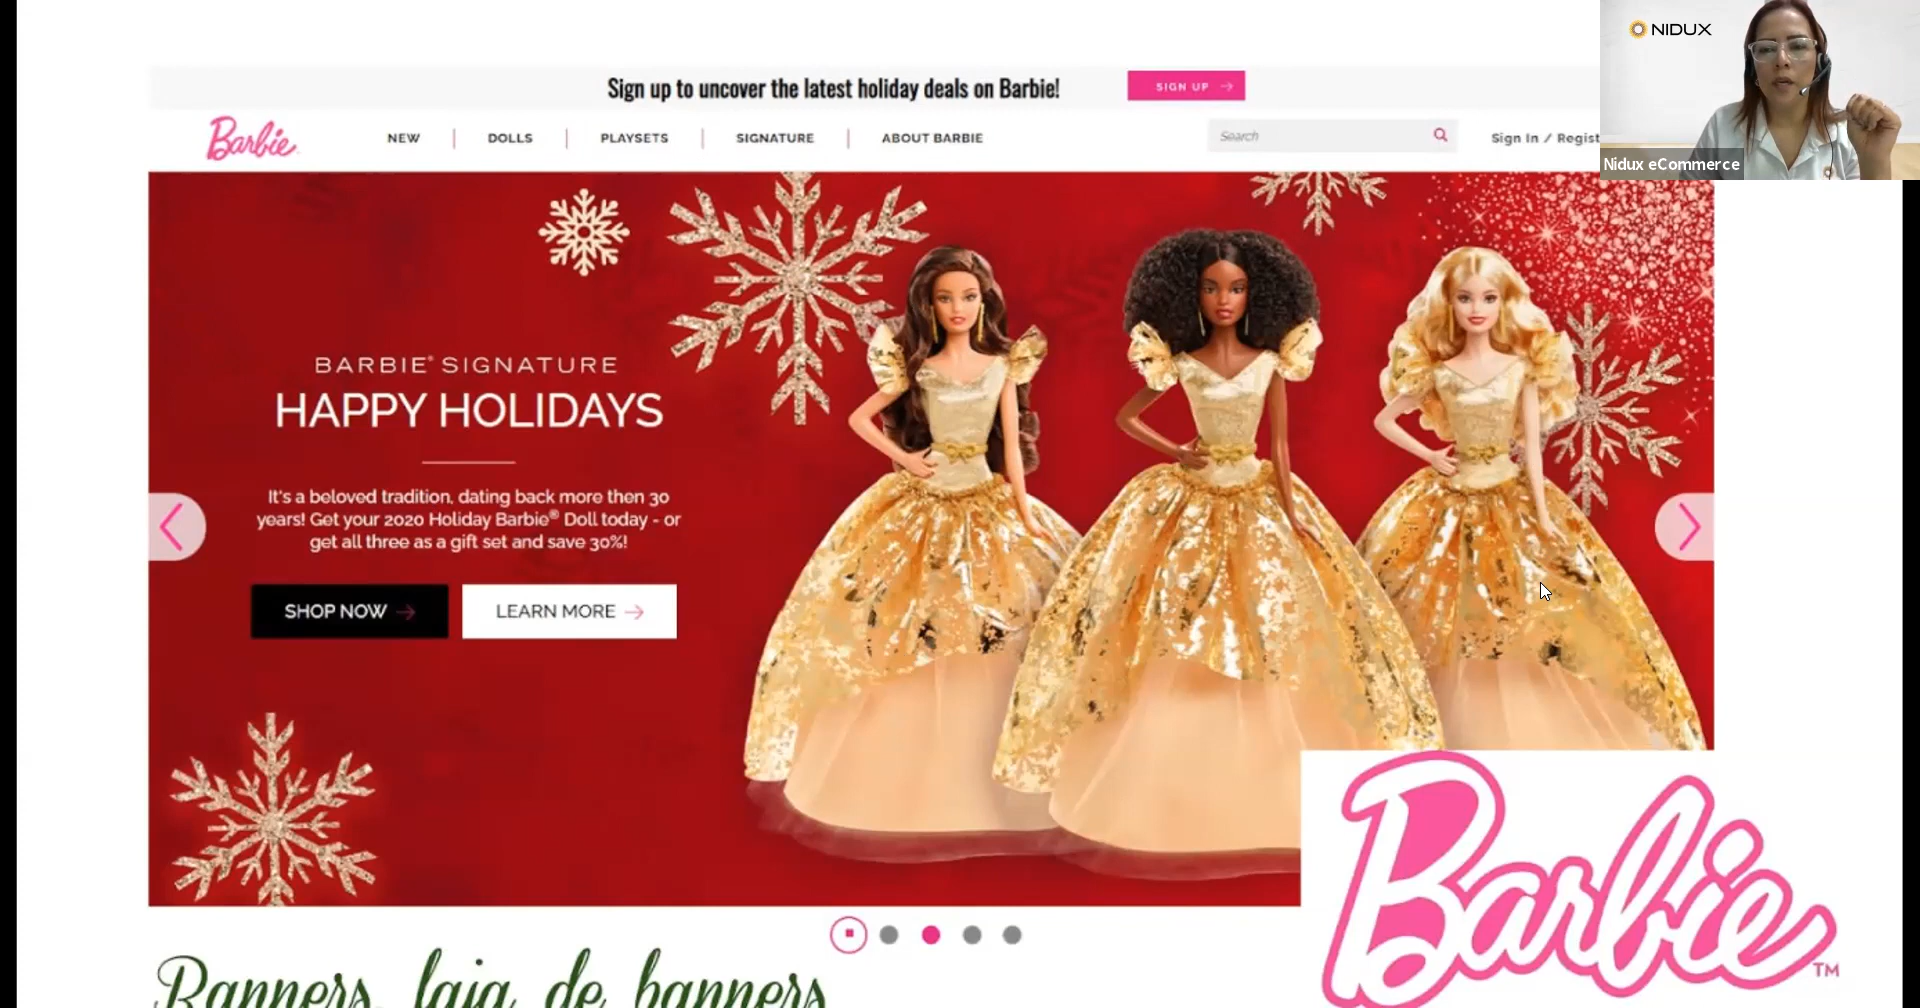 NIDUX
Sign up to uncover the latest holiday deals on Barbie!
SIGN UP
Barbie
NEW
DOLLS
PLAYSETS
SIGNATURE
ABOUT BARBIE
Search
Sign In / Regist
Nidux eCommerce
BARBIE® SIGNATURE
HAPPY HOLIDAYS
It's a beloved tradition, dating back more then 30
years! Get your 2020 Holiday Barbie® Doll today - or
get all three as a gift set and save 30%!
SHOP NOW
LEARN MORE
Barbie™
Banners, faja de banners